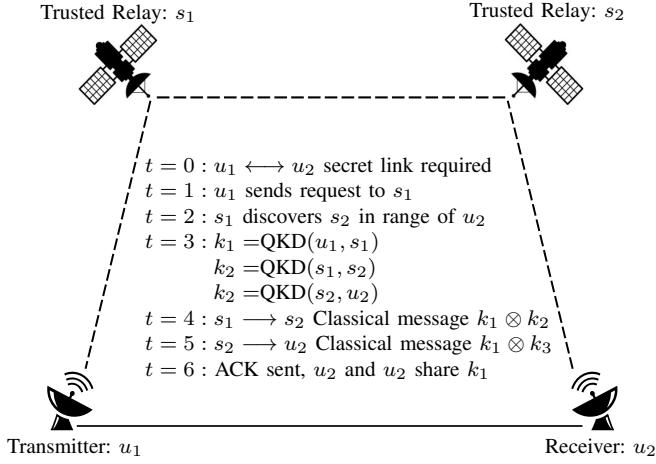 Trusted Relay: s₁
Trusted Relay: s₂
t = 0 : u₁ ⟷ u₂ secret link required
t = 1 : u₁ sends request to s₁
t = 2 : s₁ discovers s₂ in range of u₂
t = 3 : k₁ =QKD(u₁, s₁)
k₂ =QKD(s₁, s₂)
k₂ =QKD(s₂, u₂)
t = 4 : s₁ ⟶ s₂ Classical message k₁ ⊗ k₂
t = 5 : s₂ ⟶ u₂ Classical message k₁ ⊗ k₃
t = 6 : ACK sent, u₂ and u₂ share k₁
Transmitter: u₁
Receiver: u₂